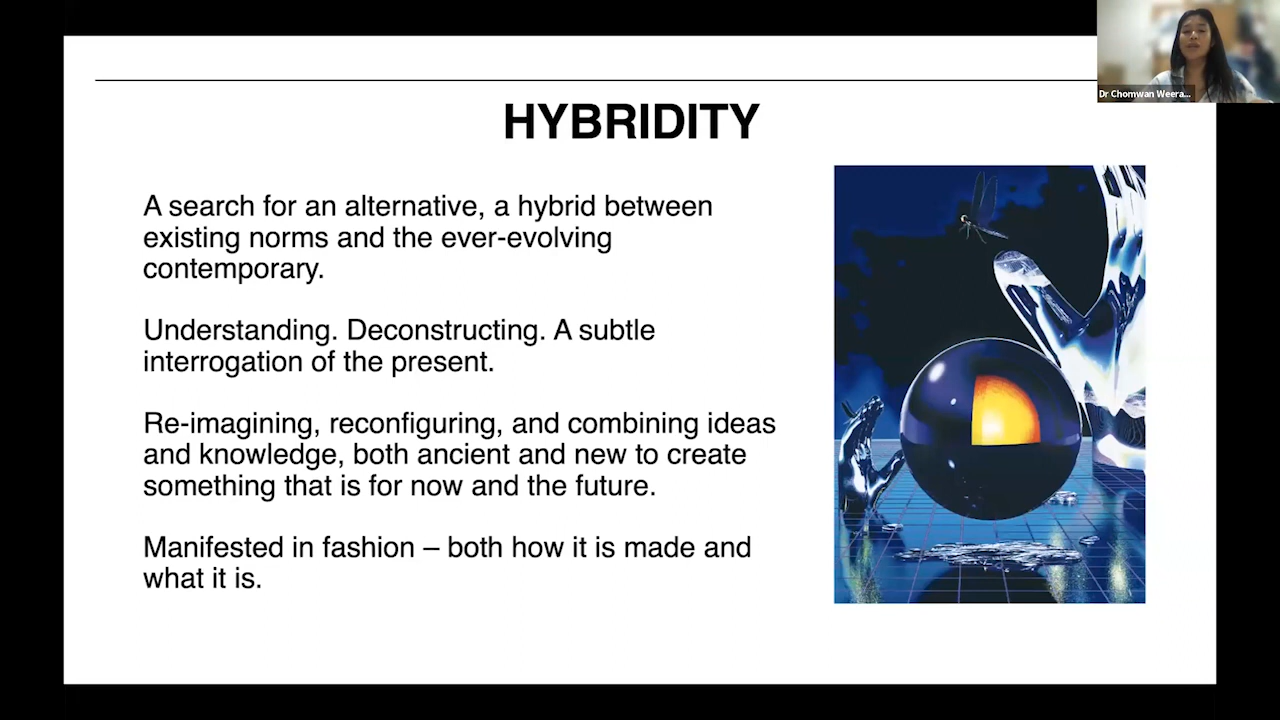 Dr Chomwan Weera...
HYBRIDITY
A search for an alternative, a hybrid between
existing norms and the ever-evolving
contemporary.
Understanding. Deconstructing. A subtle
interrogation of the present.
Re-imagining, reconfiguring, and combining ideas
and knowledge, both ancient and new to create
something that is for now and the future.
Manifested in fashion – both how it is made and
what it is.